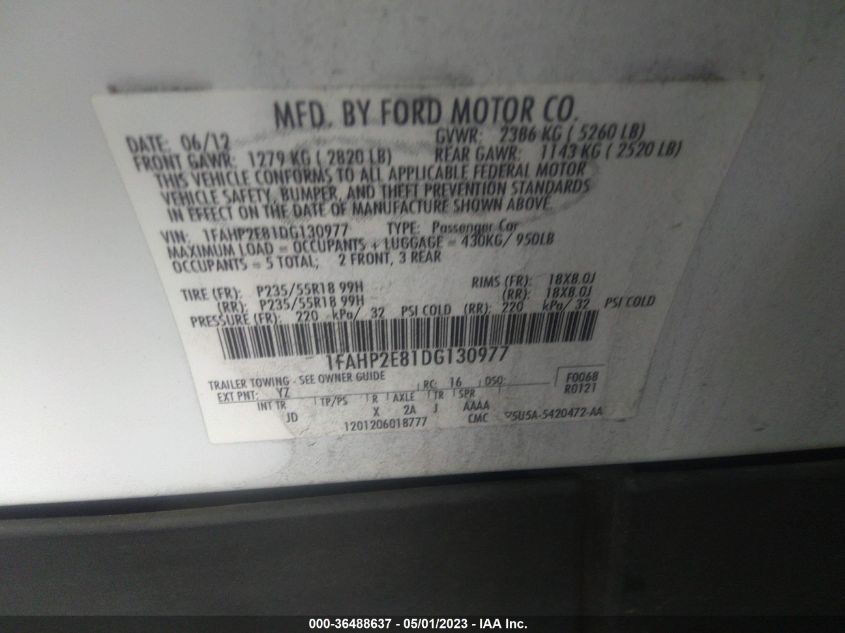 MFD. BY FORD MOTOR CO.
DATE: 06/12 GVWR: 2386 KG ( 5260 LB)
FRONT GAWR: 1279 KG ( 2820 LB) REAR GAWR: 1143 KG ( 2520 LB)
THIS VEHICLE CONFORMS TO ALL APPLICABLE FEDERAL MOTOR
VEHICLE SAFETY, BUMPER, AND THEFT PREVENTION STANDARDS
IN EFFECT ON THE DATE OF MANUFACTURE SHOWN ABOVE.
VIN: 1FAHP2E81DG130977 TYPE: Passenger Car
MAXIMUM LOAD = OCCUPANTS + LUGGAGE = 430KG/ 950LB
OCCUPANTS = 5 TOTAL; 2 FRONT, 3 REAR
TIRE (FR): P235/55R18 99H RIMS (FR): 18X8.0J
(RR): P235/55R18 99H (RR): 18X8.0J
PRESSURE (FR): 220 kPa/ 32 PSI COLD (RR): 220 kPa/ 32 PSI COLD
1FAHP2E81DG130977
TRAILER TOWING - SEE OWNER GUIDE
EXT PNT: YZ RC: 16 DSO: F0068
R0121
INT TR TP/PS R AXLE TR SPR
JD X 2A J AAAA
1201206018777 CMC 5U5A-5420472-AA
000-36488637 - 05/01/2023 - IAA Inc.